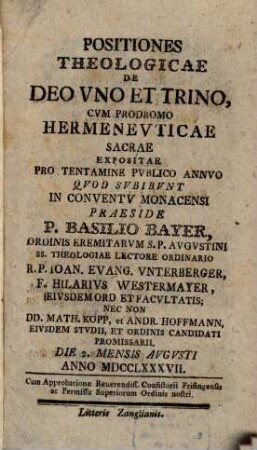 POSITIONES
THEOLOGICAE
DE
DEO VNO ET TRINO,
CVM PRODROMO
HERMENEVTICAE
SACRAE
EXPOSITAE
PRO TENTAMINE PVBLICO ANNVO
QVOD SVBIBVNT
IN CONVENTV MONACENSI
PRAESIDE
P. BASILIO BAYER,
ORDINIS EREMITARVM S. P. AVGVSTINI
SS. THEOLOGIAE LECTORE ORDINARIO
R. P. IOAN. EVANG. VNTERBERGER,
F. HILARIVS WESTERMAYER,
EIVSDEM ORD ET FACVLTATIS;
NEC NON
DD. MATH. KOPP, et ANDR. HOFFMANN,
EIVSDEM STVDII, ET ORDINIS CANDIDATI
PROMISSARII.
DIE 2. MENSIS AVGVSTI
ANNO MDCCLXXXVII.
Cum Approbatione Reuerendiss. Consistorii Frisingensis
ac Permissu Superiorum Ordinis nostri.
Litteris Zanglianis.